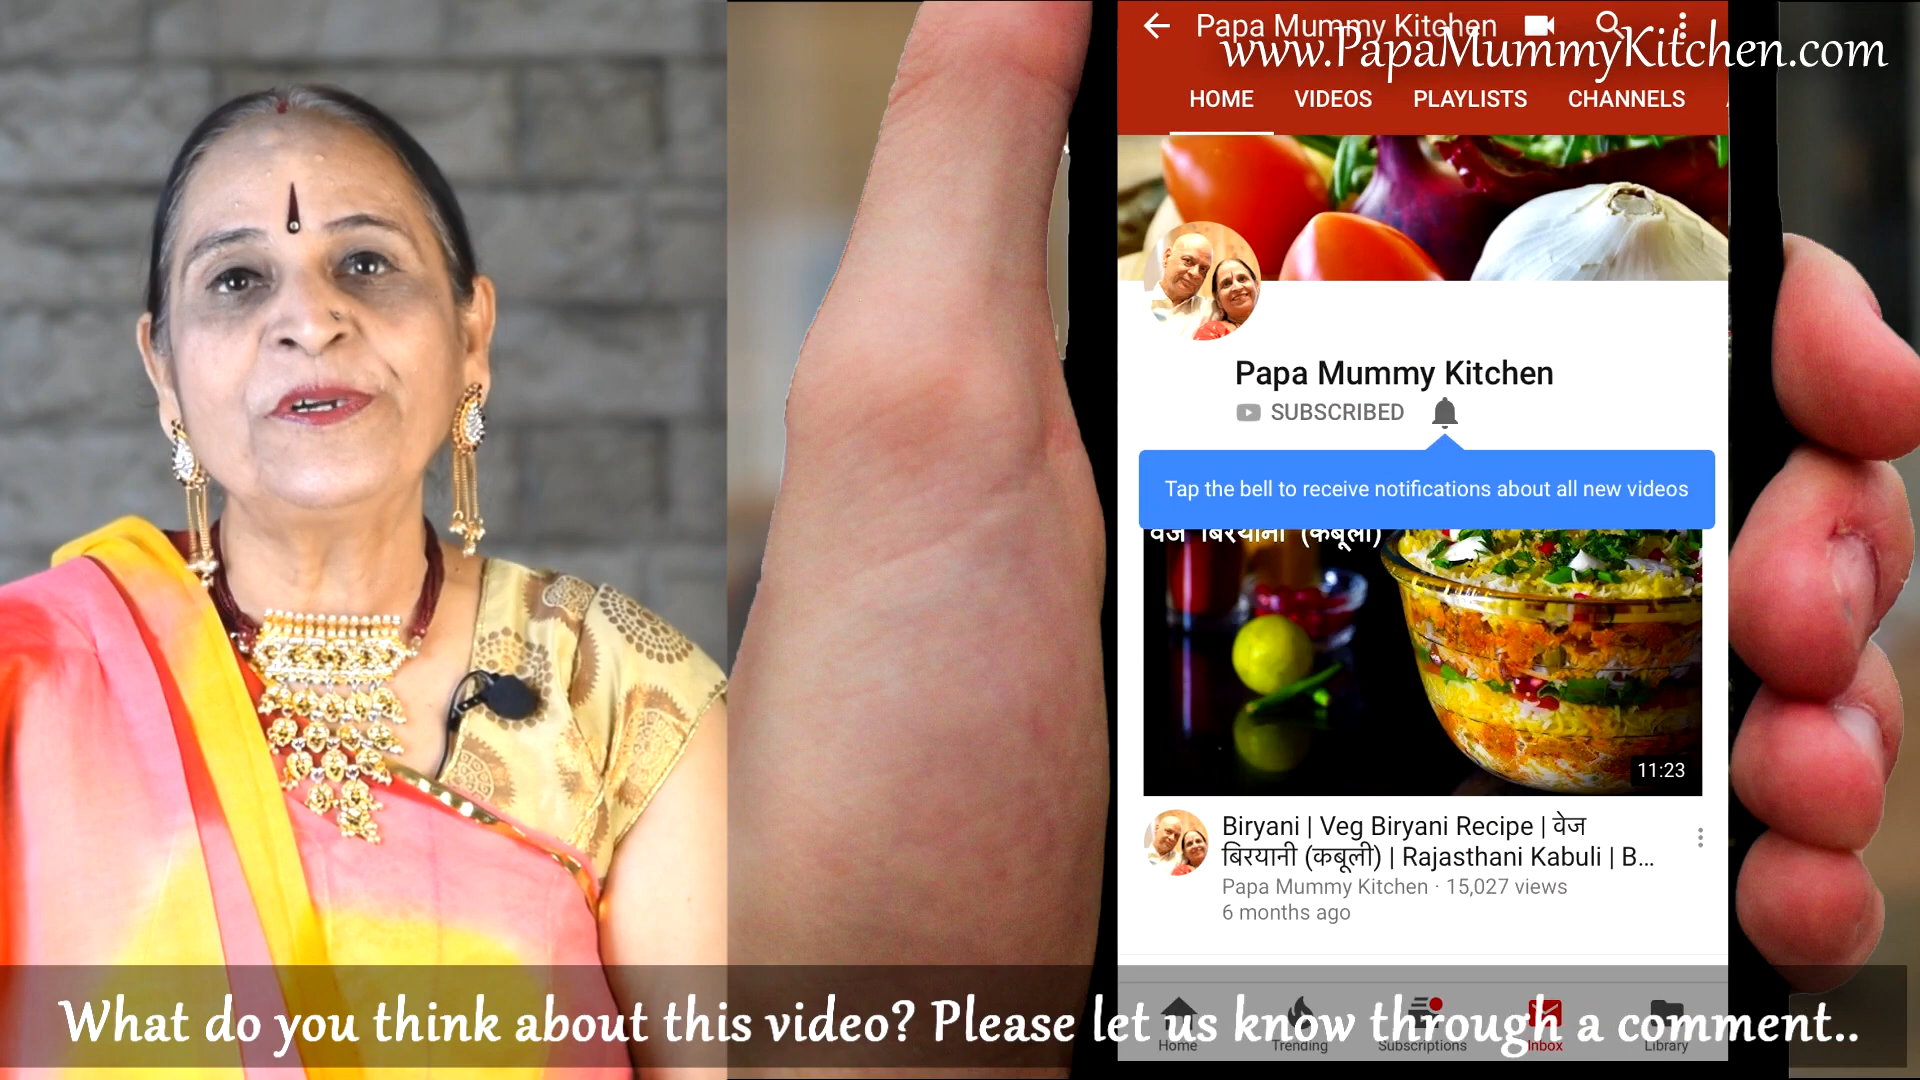 Papa Mummy Kitchen
www.PapaMummyKitchen.com
HOME VIDEOS PLAYLISTS CHANNELS
Papa Mummy Kitchen
SUBSCRIBED
Tap the bell to receive notifications about all new videos
वेज बिरयानी (कबूली)
11:23
Biryani | Veg Biryani Recipe | वेज
बिरयानी (कबूली) | Rajasthani Kabuli | B...
Papa Mummy Kitchen · 15,027 views
6 months ago
What do you think about this video? Please let us know through a comment..
Home Trending Subscriptions Inbox Library